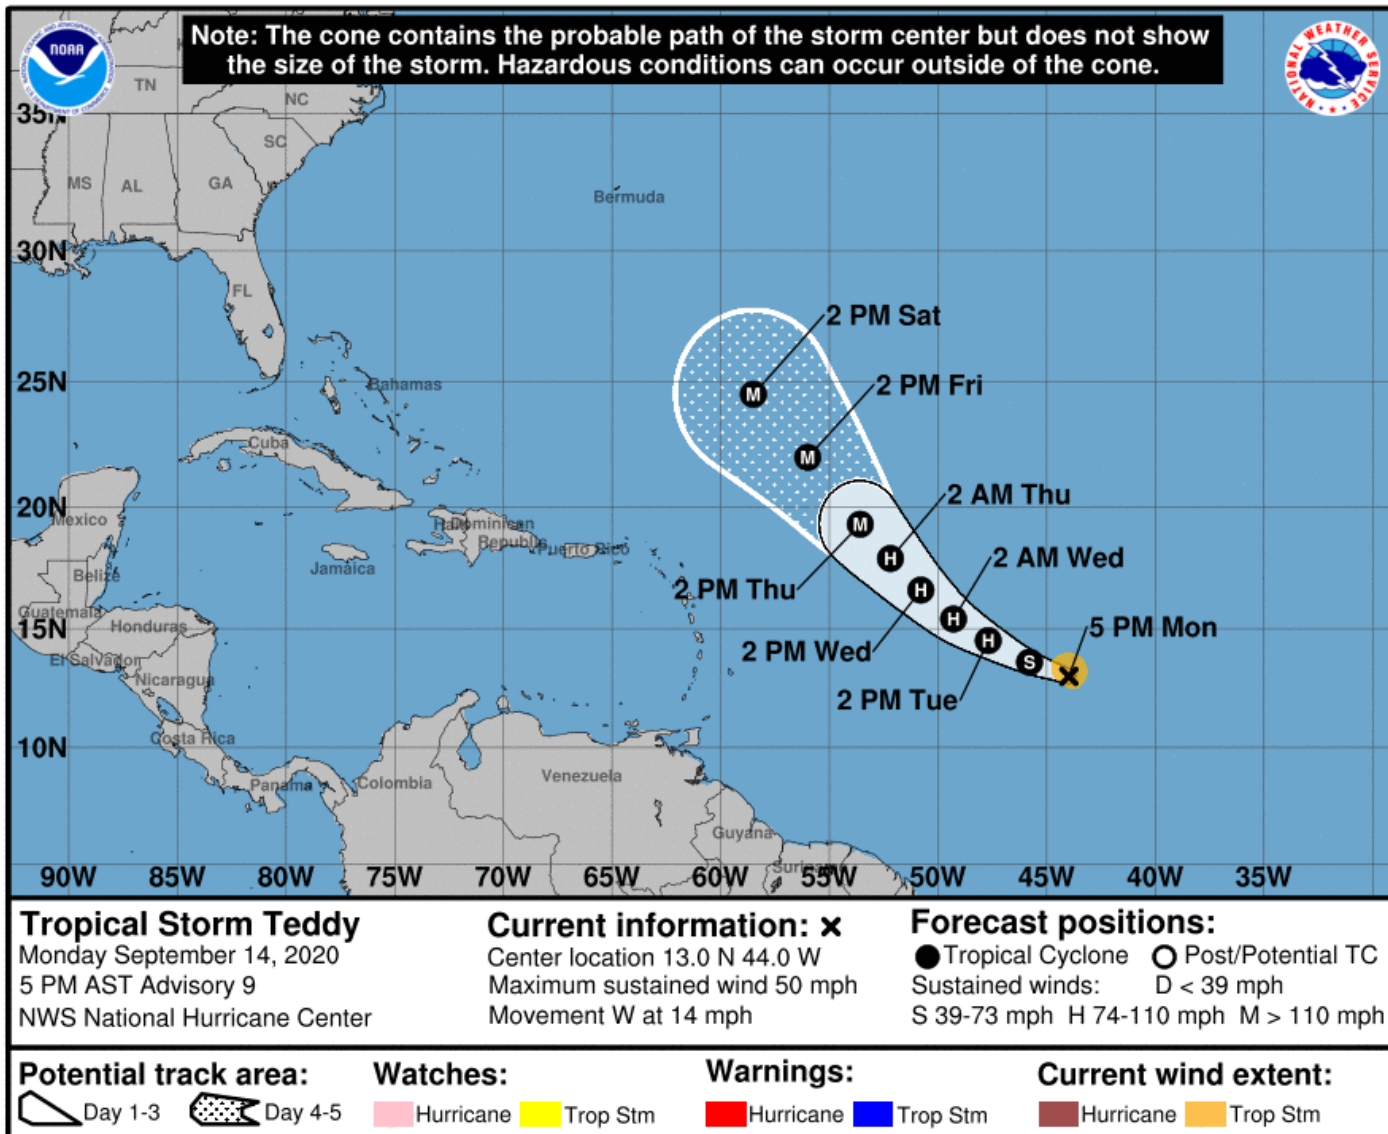 Note: The cone contains the probable path of the storm center but does not show
the size of the storm. Hazardous conditions can occur outside of the cone.
NOAA
NATIONAL WEATHER SERVICE
TN
NC
35N
SC
MS
AL
GA
Bermuda
30N
FL
2 PM Sat
25N
Bahamas
2 PM Fri
M
Cuba
M
2 AM Thu
20N
Mexico
Dominican
Republic
Puerto Rico
M
Jamaica
H
2 AM Wed
Belize
2 PM Thu
H
Guatemala
Honduras
H
15N
5 PM Mon
H
El Salvador
2 PM Wed
S
Nicaragua
2 PM Tue
Costa Rica
10N
Panama
Colombia
Venezuela
Guyana
Suriname
90W 85W 80W 75W 70W 65W 60W 55W 50W 45W 40W 35W
Tropical Storm Teddy
Monday September 14, 2020
5 PM AST Advisory 9
NWS National Hurricane Center
Current information: x
Center location 13.0 N 44.0 W
Maximum sustained wind 50 mph
Movement W at 14 mph
Forecast positions:
Tropical Cyclone Post/Potential TC
Sustained winds: D < 39 mph
S 39-73 mph H 74-110 mph M > 110 mph
Potential track area:
Day 1-3 Day 4-5
Watches:
Hurricane Trop Stm
Warnings:
Hurricane Trop Stm
Current wind extent:
Hurricane Trop Stm